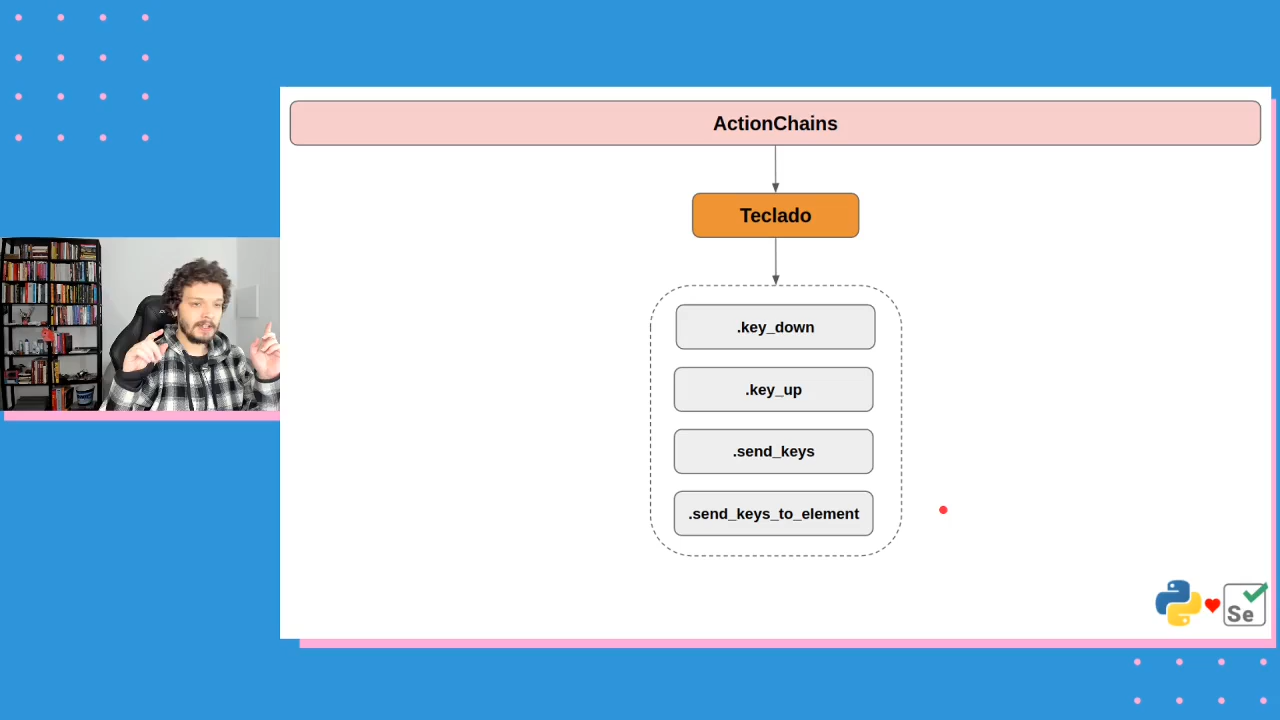 ActionChains
Teclado
.key_down
.key_up
.send_keys
.send_keys_to_element
Se